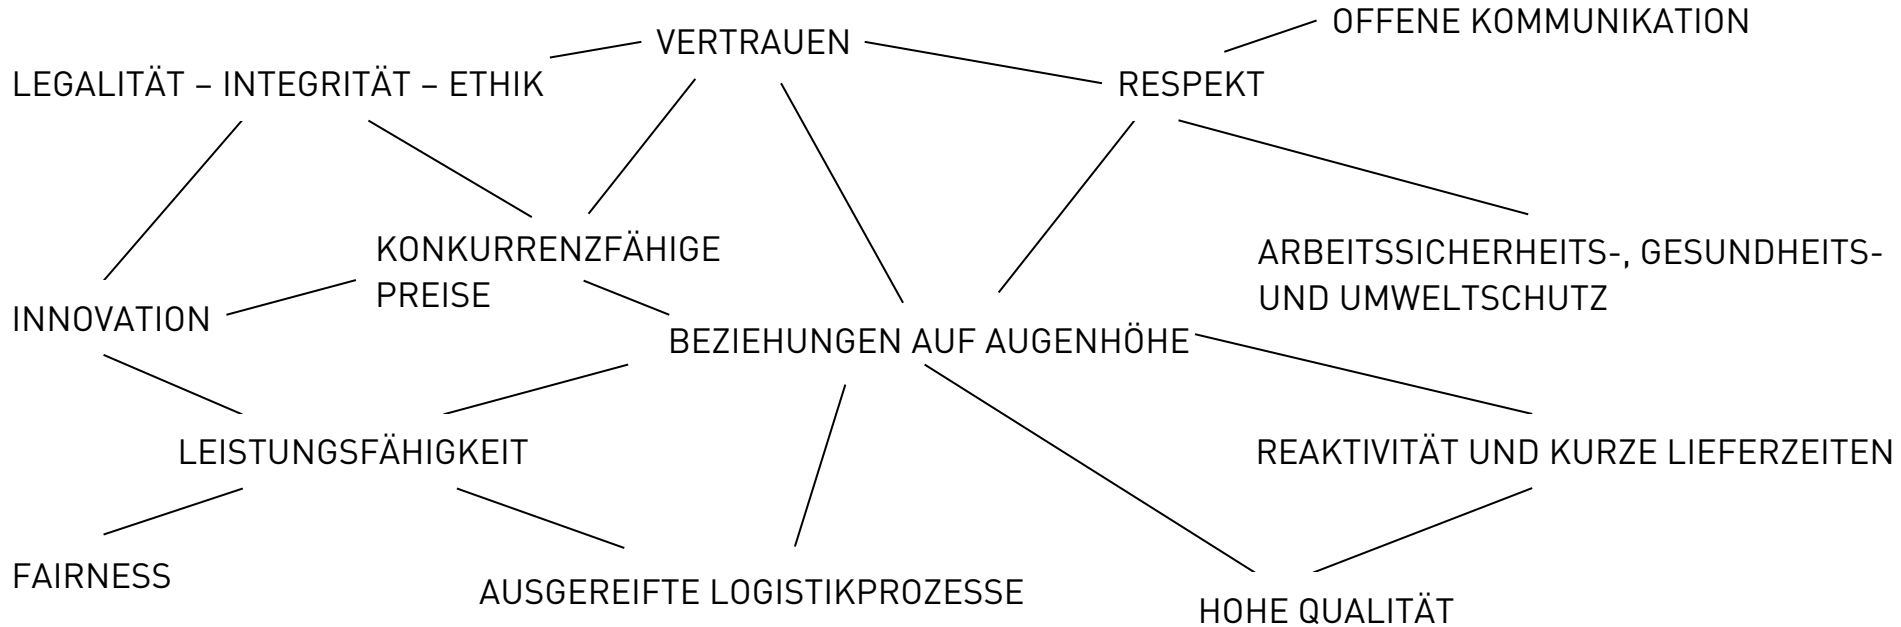 OFFENE KOMMUNIKATION
VERTRAUEN
LEGALITÄT – INTEGRITÄT – ETHIK
RESPEKT
KONKURRENZFÄHIGE
PREISE
ARBEITSSICHERHEITS-, GESUNDHEITS-
UND UMWELTSCHUTZ
INNOVATION
BEZIEHUNGEN AUF AUGENHÖHE
LEISTUNGSFÄHIGKEIT
REAKTIVITÄT UND KURZE LIEFERZEITEN
FAIRNESS
AUSGEREIFTE LOGISTIKPROZESSE
HOHE QUALITÄT